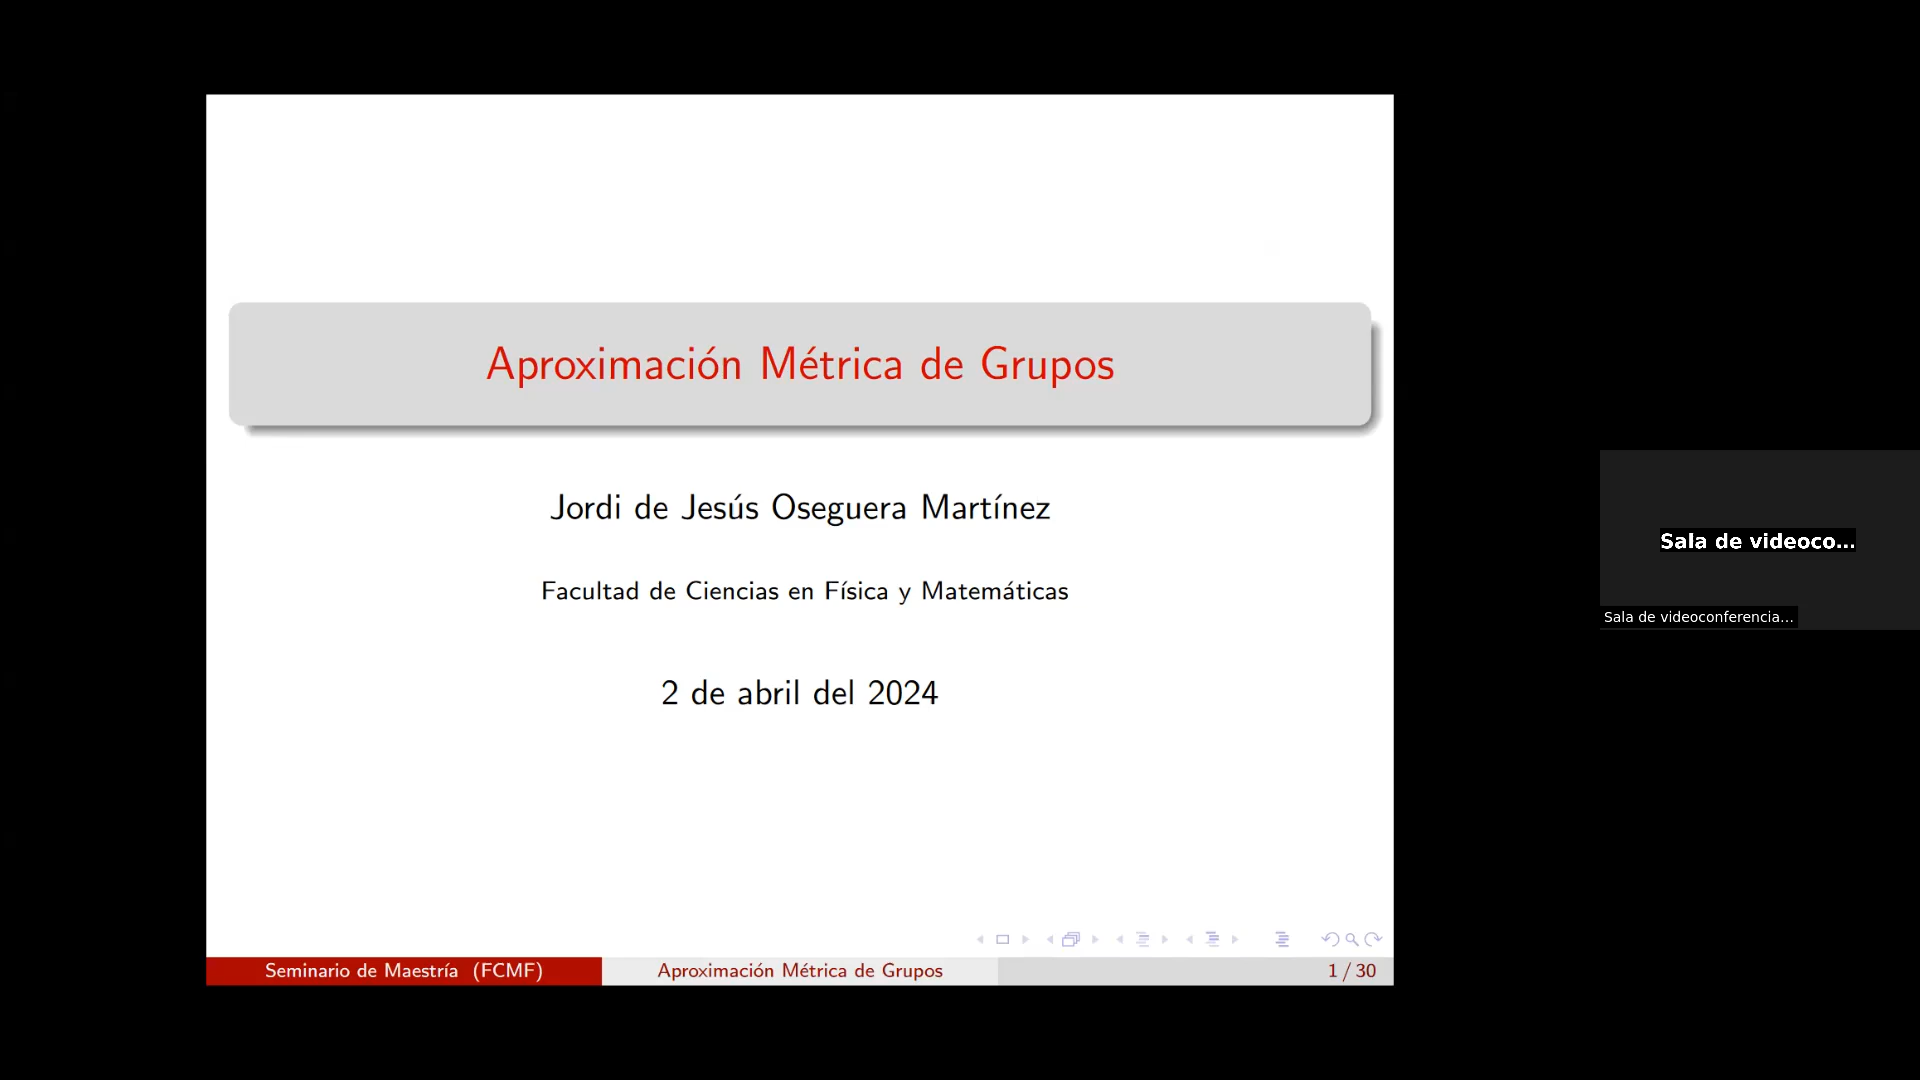 Aproximación Métrica de Grupos
Jordi de Jesús Oseguera Martínez
Facultad de Ciencias en Física y Matemáticas
2 de abril del 2024
Seminario de Maestría (FCMF)
Aproximación Métrica de Grupos
1 / 30
Sala de videoco...
Sala de videoconferencia...